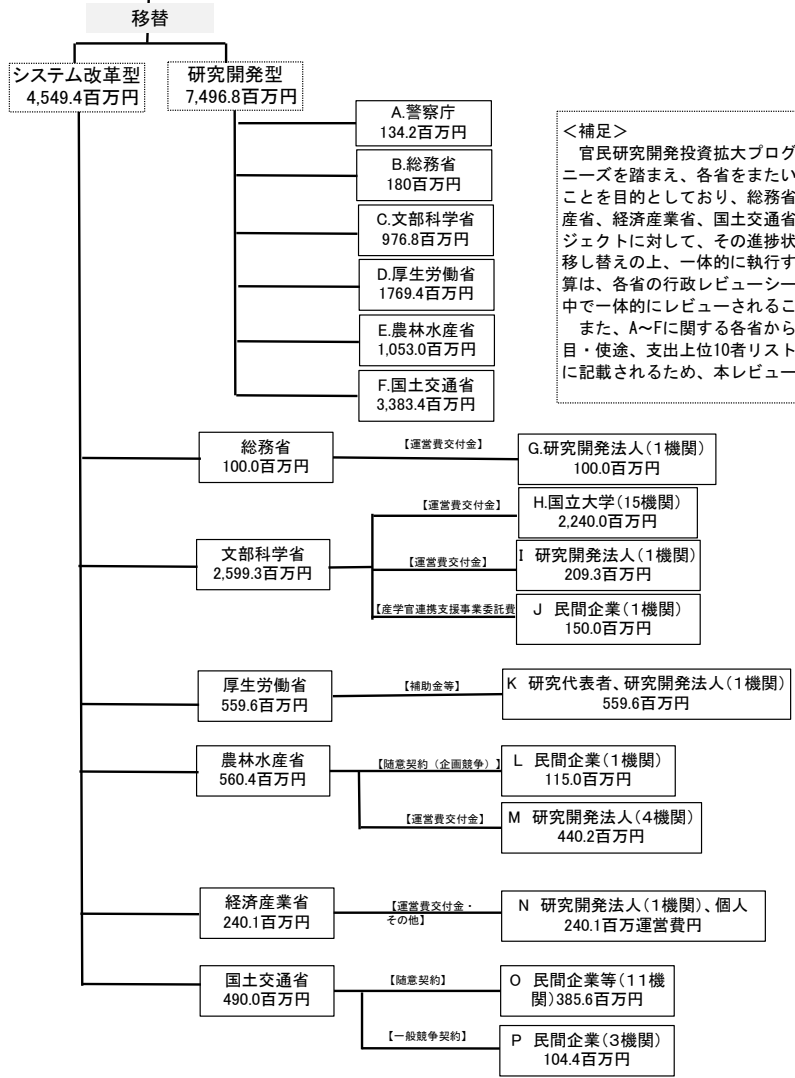 移替
システム改革型
4,549.4百万円
研究開発型
7,496.8百万円
A.警察庁
134.2百万円
B.総務省
180百万円
C.文部科学省
976.8百万円
D.厚生労働省
1769.4百万円
E.農林水産省
1,053.0百万円
F.国土交通省
3,383.4百万円
＜補足＞
官民研究開発投資拡大プログ
ニーズを踏まえ、各省をまたい
ことを目的としており、総務省
産省、経済産業省、国土交通省
ジェクトに対して、その進捗状
移し替えの上、一体的に執行す
算は、各省の行政レビューシー
中で一体的にレビューされるこ
また、A～Fに関する各省から
目・使途、支出上位10者リスト
に記載されるため、本レビュー
総務省
100.0百万円
【運営費交付金】
G.研究開発法人(1機関)
100.0百万円
文部科学省
2,599.3百万円
【運営費交付金】
H.国立大学(15機関)
2,240.0百万円
【運営費交付金】
I 研究開発法人(1機関)
209.3百万円
【産学官連携支援事業委託費
J 民間企業(1機関)
150.0百万円
厚生労働省
559.6百万円
【補助金等】
K 研究代表者、研究開発法人(1機関)
559.6百万円
農林水産省
560.4百万円
【随意契約（企画競争）】
L 民間企業(1機関)
115.0百万円
【運営費交付金】
M 研究開発法人(4機関)
440.2百万円
経済産業省
240.1百万円
【運営費交付金・
その他】
N 研究開発法人(1機関)、個人
240.1百万運営費円
国土交通省
490.0百万円
【随意契約】
O 民間企業等(11機
関)385.6百万円
【一般競争契約】
P 民間企業(3機関)
104.4百万円